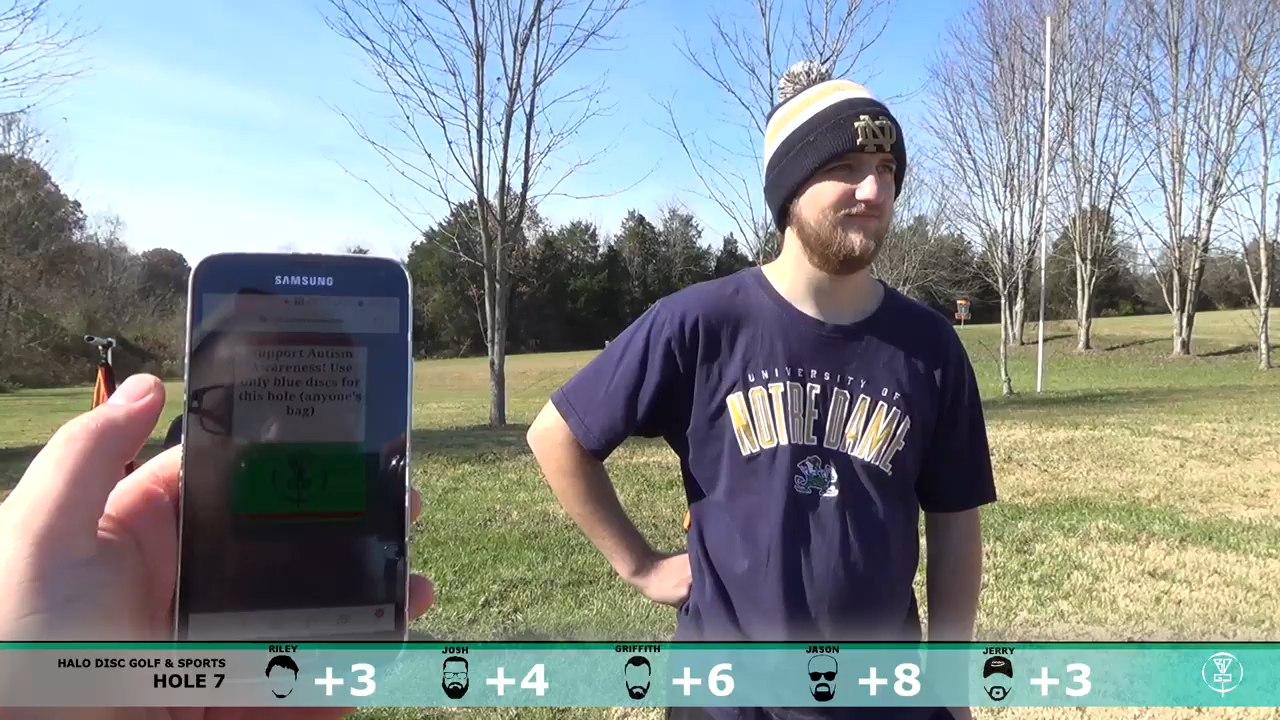 SAMSUNG
Support Autism
Awareness! Use
only blue discs for
this hole (anyone's
bag)
ND
UNIVERSITY OF
NOTRE DAME
HALO DISC GOLF & SPORTS
HOLE 7
RILEY
+3
JOSH
+4
GRIFFITH
+6
JASON
+8
JERRY
+3